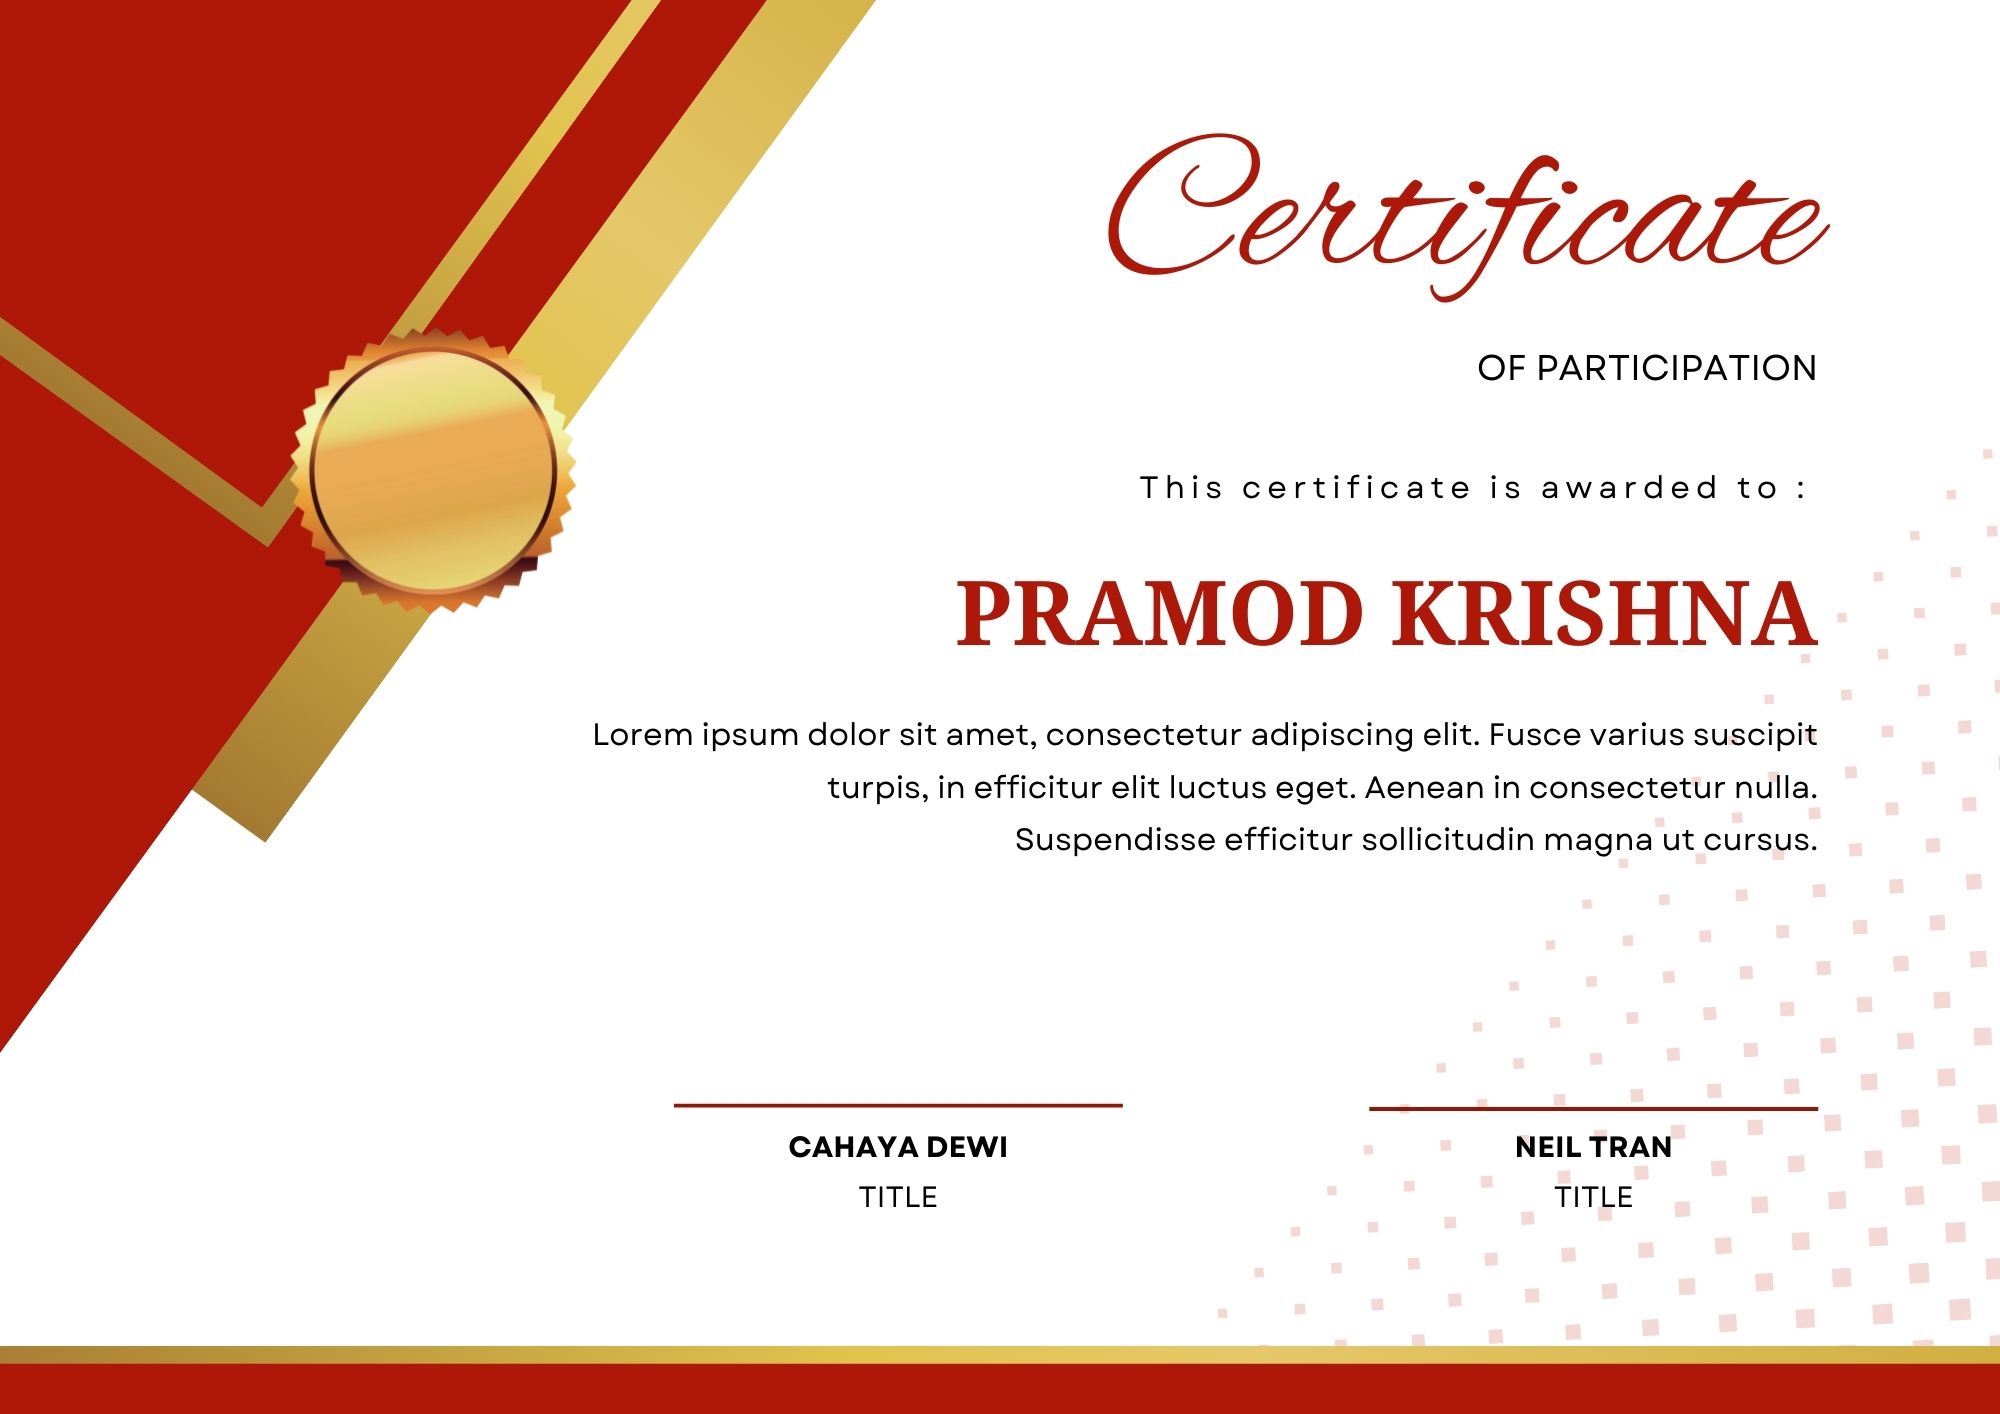 Certificate
OF PARTICIPATION
This certificate is awarded to :
PRAMOD KRISHNA
Lorem ipsum dolor sit amet, consectetur adipiscing elit. Fusce varius suscipit
turpis, in efficitur elit luctus eget. Aenean in consectetur nulla.
Suspendisse efficitur sollicitudin magna ut cursus.
CAHAYA DEWI
TITLE
NEIL TRAN
TITLE